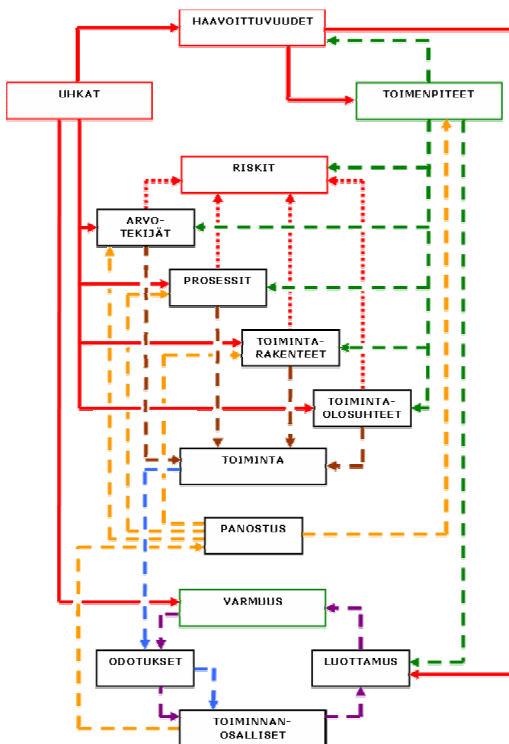 HAAVOITTUVUUDET
UHKAT
TOIMENPITEET
RISKIT
ARVO-
TEKIJÄT
PROSESSIT
TOIMINTA-
RAKENTEET
TOIMINTA-
OLOSUHTEET
TOIMINTA
PANOSTUS
VARMUUS
ODOTUKSET
LUOTTAMUS
TOIMINNAN-
OSALLISET